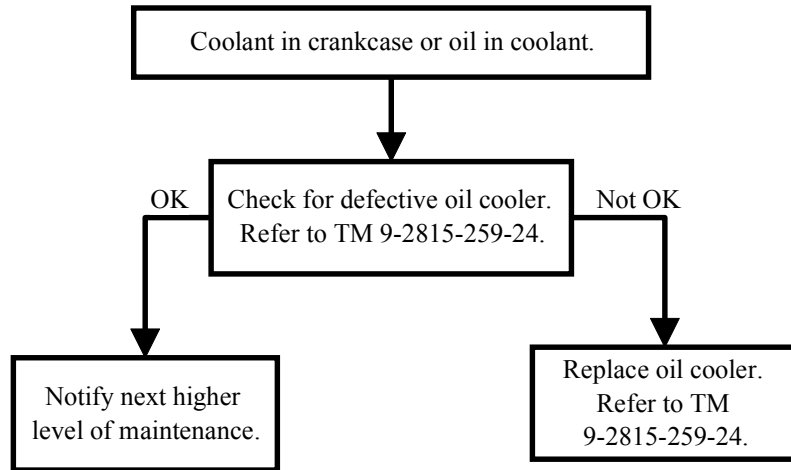 Coolant in crankcase or oil in coolant.
OK
Check for defective oil cooler.
Refer to TM 9-2815-259-24.
Not OK
Notify next higher
level of maintenance.
Replace oil cooler.
Refer to TM
9-2815-259-24.